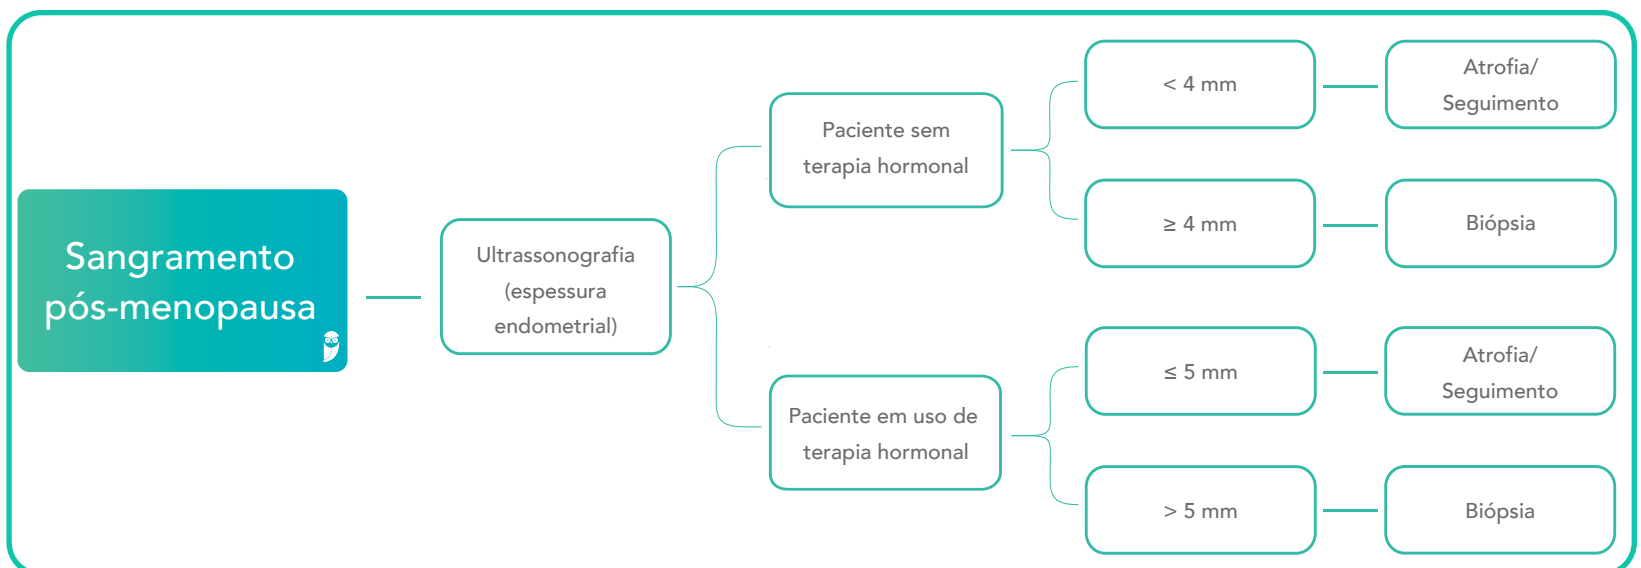 Sangramento
pós-menopausa
Ultrassonografia
(espessura
endometrial)
Paciente sem
terapia hormonal
< 4 mm
Atrofia/
Seguimento
≥ 4 mm
Biópsia
Paciente em uso de
terapia hormonal
≤ 5 mm
Atrofia/
Seguimento
> 5 mm
Biópsia